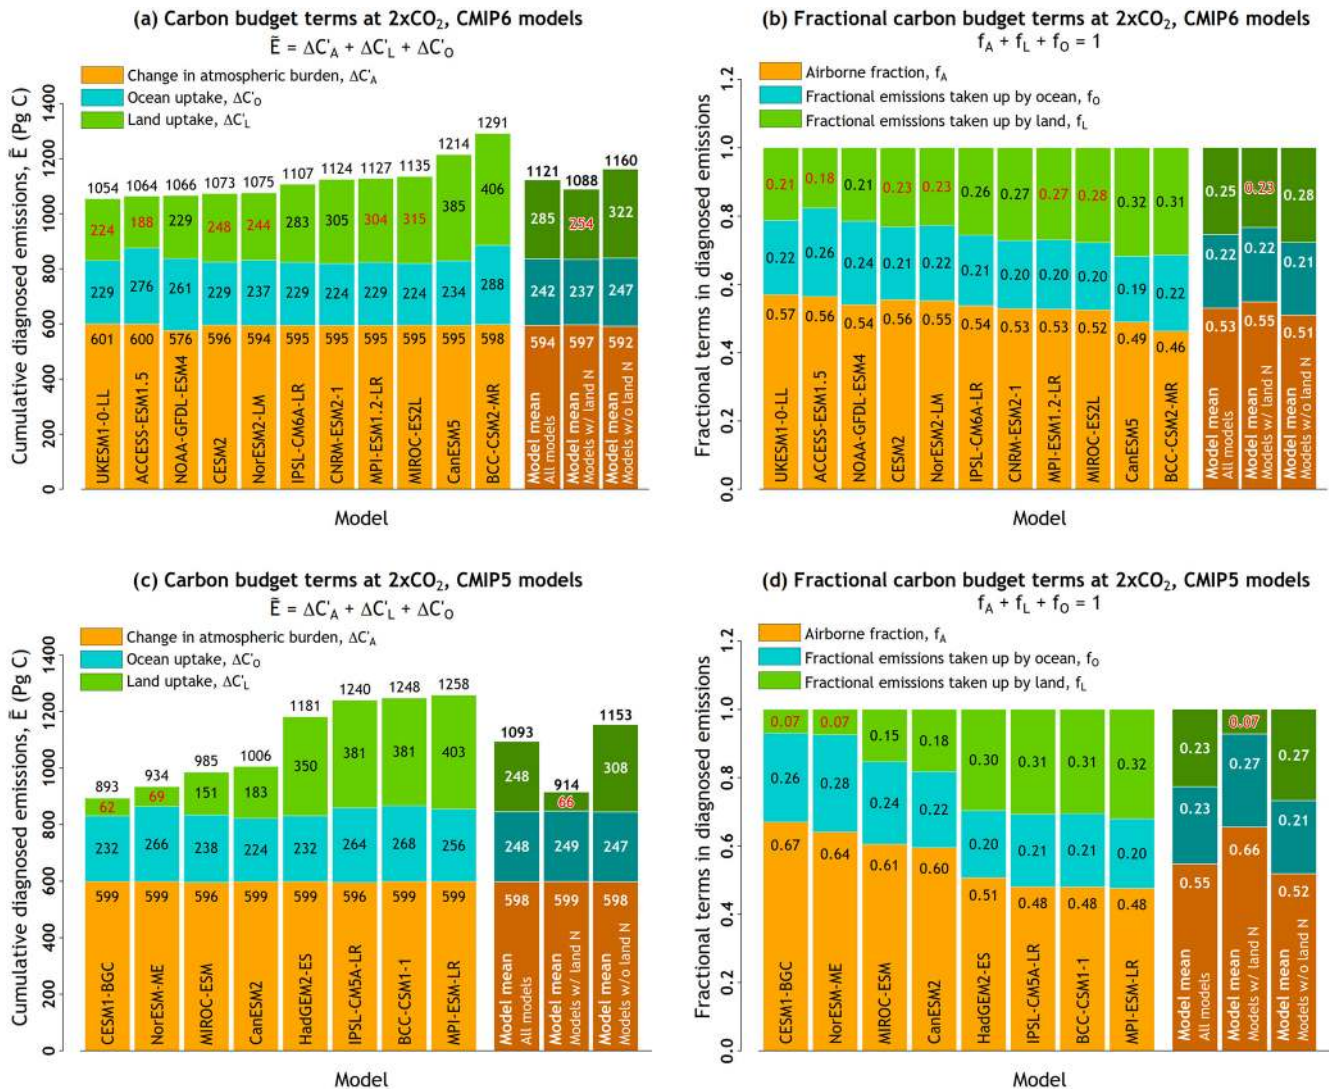 (a) Carbon budget terms at 2xCO₂, CMIP6 models
Ẽ = ΔC'A + ΔC'L + ΔC'O
Change in atmospheric burden, ΔC'A
Ocean uptake, ΔC'O
Land uptake, ΔC'L
Cumulative diagnosed emissions, Ẽ (Pg C)
1400
1200
1000
800
600
400
200
0
1054 1064 1066 1073 1075 1107 1124 1127 1135 1214 1291 1121 1088 1160
224 188 229 248 244 283 305 304 315 385 406 285 254 322
229 276 261 229 237 229 224 229 224 234 288 242 237 247
601 600 576 596 594 595 595 595 595 595 598 594 597 592
UKESM1-0-LL
ACCESS-ESM1.5
NOAA-GFDL-ESM4
CESM2
NorESM2-LM
IPSL-CM6A-LR
CNRM-ESM2-1
MPI-ESM1.2-LR
MIROC-ES2L
CanESM5
BCC-CSM2-MR
Model mean
All models
Model mean
Models w/ land N
Model mean
Models w/o land N
Model
(b) Fractional carbon budget terms at 2xCO₂, CMIP6 models
fA + fL + fO = 1
Airborne fraction, fA
Fractional emissions taken up by ocean, fO
Fractional emissions taken up by land, fL
Fractional terms in diagnosed emissions
1.2
1.0
0.8
0.6
0.4
0.2
0.0
0.21 0.18 0.21 0.23 0.23 0.26 0.27 0.27 0.28 0.32 0.31 0.25 0.23 0.28
0.22 0.26 0.24 0.21 0.22 0.21 0.20 0.20 0.20 0.19 0.22 0.22 0.22 0.21
0.57 0.56 0.54 0.56 0.55 0.54 0.53 0.53 0.52 0.49 0.46 0.53 0.55 0.51
UKESM1-0-LL
ACCESS-ESM1.5
NOAA-GFDL-ESM4
CESM2
NorESM2-LM
IPSL-CM6A-LR
CNRM-ESM2-1
MPI-ESM1.2-LR
MIROC-ES2L
CanESM5
BCC-CSM2-MR
Model mean
All models
Model mean
Models w/ land N
Model mean
Models w/o land N
Model
(c) Carbon budget terms at 2xCO₂, CMIP5 models
Ẽ = ΔC'A + ΔC'L + ΔC'O
Change in atmospheric burden, ΔC'A
Ocean uptake, ΔC'O
Land uptake, ΔC'L
Cumulative diagnosed emissions, Ẽ (Pg C)
1400
1200
1000
800
600
400
200
0
893 934 985 1006 1181 1240 1248 1258 1093 914 1153
62 69 151 183 350 381 381 403 248 66 308
232 266 238 224 232 264 268 256 248 249 247
599 599 596 599 599 596 599 599 598 599 598
CESM1-BGC
NorESM-ME
MIROC-ESM
CanESM2
HadGEM2-ES
IPSL-CM5A-LR
BCC-CSM1-1
MPI-ESM-LR
Model mean
All models
Model mean
Models w/ land N
Model mean
Models w/o land N
Model
(d) Fractional carbon budget terms at 2xCO₂, CMIP5 models
fA + fL + fO = 1
Airborne fraction, fA
Fractional emissions taken up by ocean, fO
Fractional emissions taken up by land, fL
Fractional terms in diagnosed emissions
1.2
1.0
0.8
0.6
0.4
0.2
0.0
0.07 0.07 0.15 0.18 0.30 0.31 0.31 0.32 0.23 0.07 0.27
0.26 0.28 0.24 0.22 0.20 0.21 0.21 0.20 0.23 0.27 0.21
0.67 0.64 0.61 0.60 0.51 0.48 0.48 0.48 0.55 0.66 0.52
CESM1-BGC
NorESM-ME
MIROC-ESM
CanESM2
HadGEM2-ES
IPSL-CM5A-LR
BCC-CSM1-1
MPI-ESM-LR
Model mean
All models
Model mean
Models w/ land N
Model mean
Models w/o land N
Model